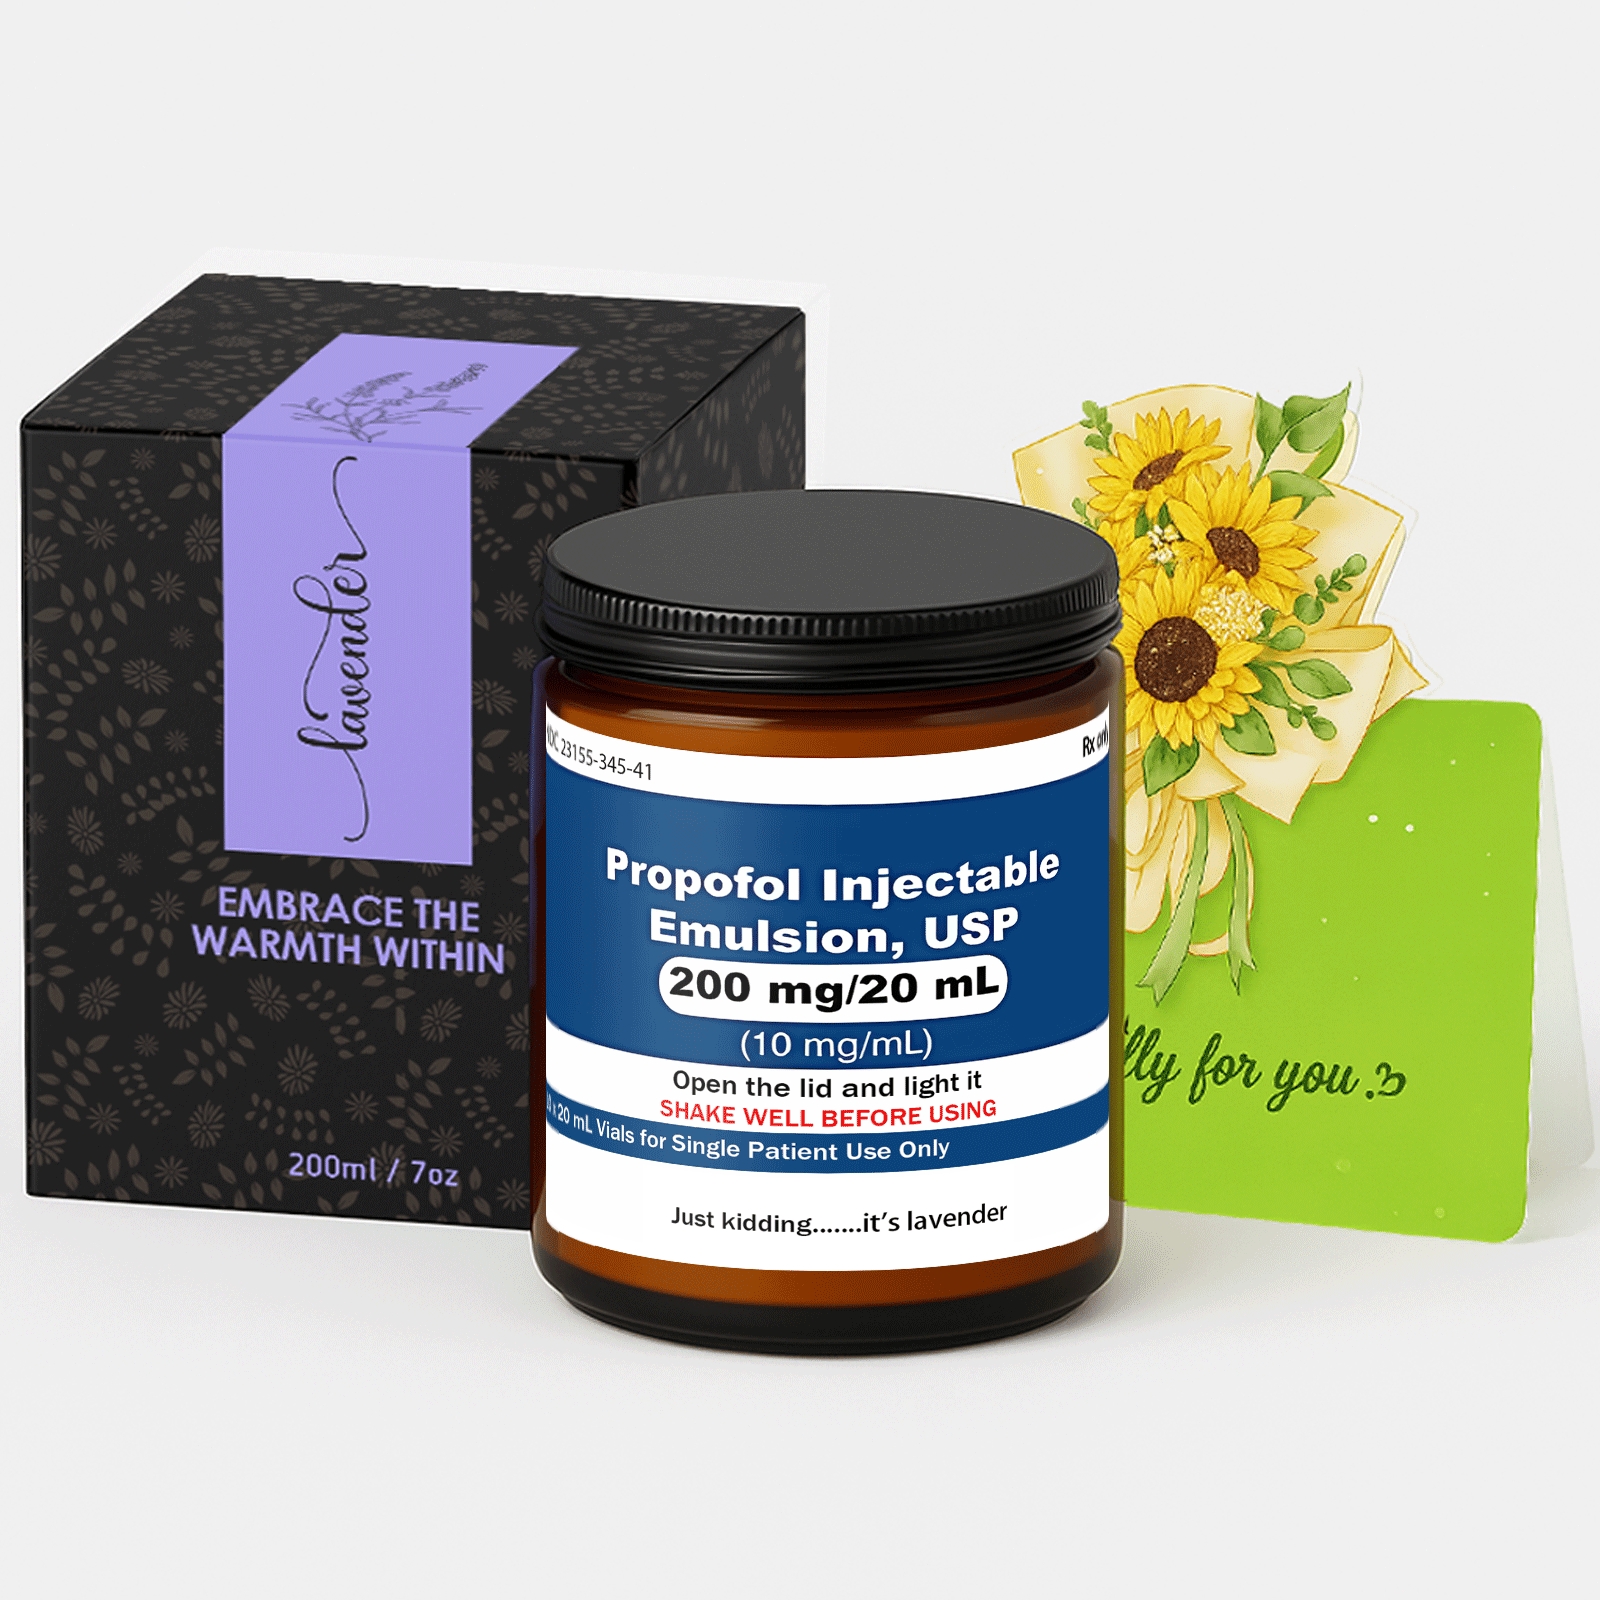 lavender
EMBRACE THE
WARMTH WITHIN
200ml / 7oz
23155-345-41
Rx only
Propofol Injectable
Emulsion, USP
200 mg/20 mL
(10 mg/mL)
Open the lid and light it
SHAKE WELL BEFORE USING
x 20 mL Vials for Single Patient Use Only
Just kidding.......it's lavender
for you.